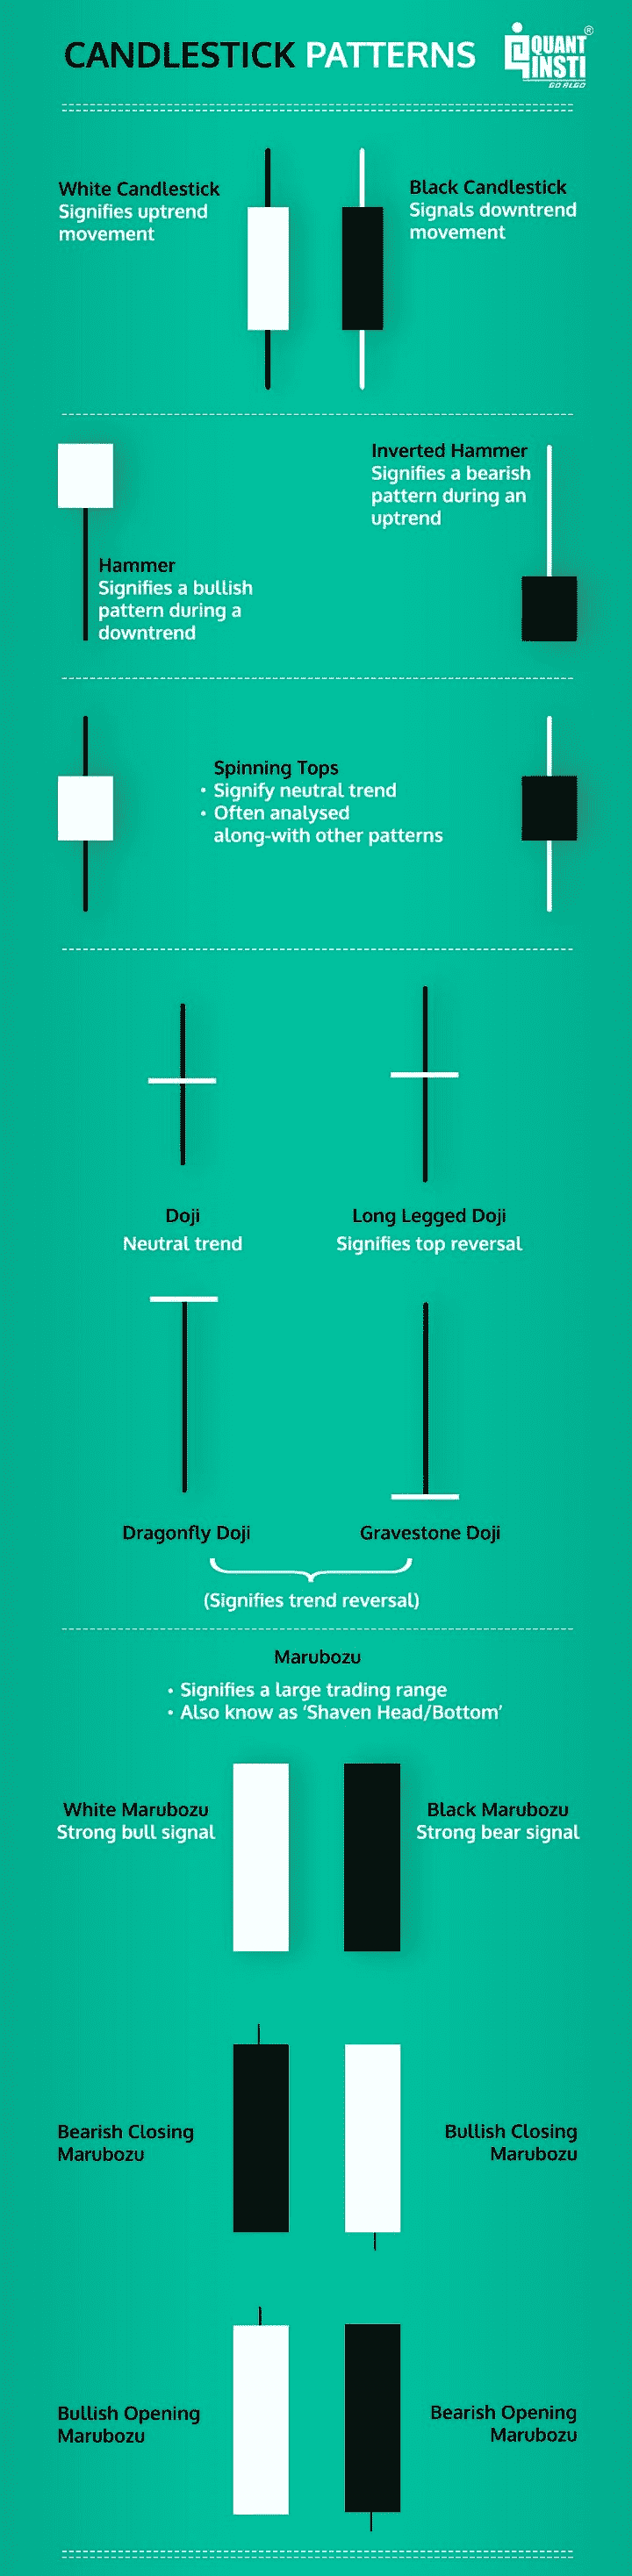 CANDLESTICK PATTERNS
QUANT
INSTI
®
GO ALGO
White Candlestick
Signifies uptrend
movement
Black Candlestick
Signals downtrend
movement
Inverted Hammer
Signifies a bearish
pattern during an
uptrend
Hammer
Signifies a bullish
pattern during a
downtrend
Spinning Tops
• Signify neutral trend
• Often analysed
along-with other patterns
Doji
Neutral trend
Long Legged Doji
Signifies top reversal
Dragonfly Doji
Gravestone Doji
(Signifies trend reversal)
Marubozu
• Signifies a large trading range
• Also know as ‘Shaven Head/Bottom’
White Marubozu
Strong bull signal
Black Marubozu
Strong bear signal
Bearish Closing
Marubozu
Bullish Closing
Marubozu
Bullish Opening
Marubozu
Bearish Opening
Marubozu